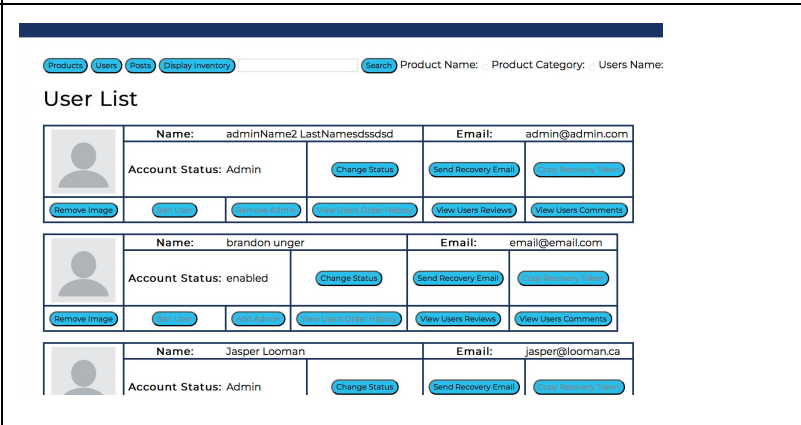 Products Users Posts Display Inventory Search Product Name: Product Category: Users Name:
User List
Name: adminName2 LastNamesdssdsd Email: admin@admin.com
Account Status: Admin Change Status Send Recovery Email Copy Recovery Token
Remove Image Ban User Remove Admin View Users Order History View Users Reviews View Users Comments
Name: brandon unger Email: email@email.com
Account Status: enabled Change Status Send Recovery Email Copy Recovery Token
Remove Image Ban User Add Admin View Users Order History View Users Reviews View Users Comments
Name: Jasper Looman Email: jasper@looman.ca
Account Status: Admin Change Status Send Recovery Email Copy Recovery Token